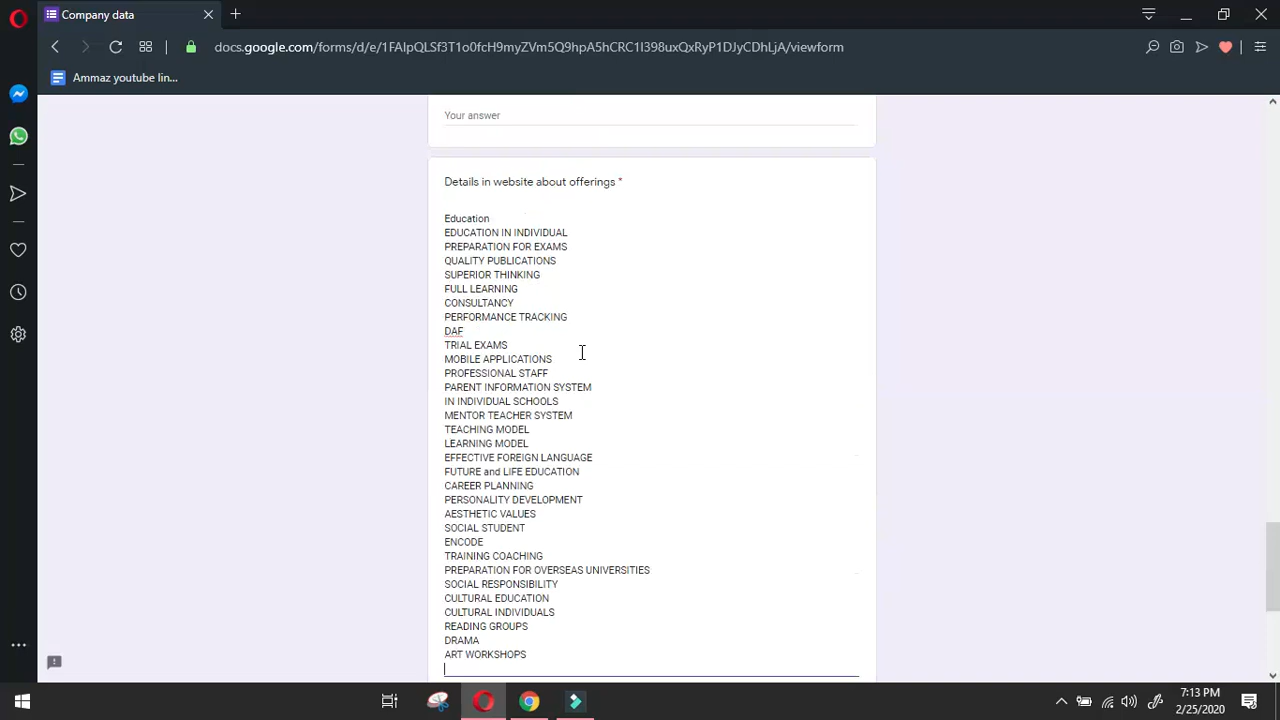 Company data
docs.google.com/forms/d/e/1FAIpQLSf3T1o0fcH9myZVm5Q9hpA5hCRC1I398uxQxRyP1DJyCDhLjA/viewform
Ammaz youtube lin...
Your answer
Details in website about offerings *
Education
EDUCATION IN INDIVIDUAL
PREPARATION FOR EXAMS
QUALITY PUBLICATIONS
SUPERIOR THINKING
FULL LEARNING
CONSULTANCY
PERFORMANCE TRACKING
DAF
TRIAL EXAMS
MOBILE APPLICATIONS
PROFESSIONAL STAFF
PARENT INFORMATION SYSTEM
IN INDIVIDUAL SCHOOLS
MENTOR TEACHER SYSTEM
TEACHING MODEL
LEARNING MODEL
EFFECTIVE FOREIGN LANGUAGE
FUTURE and LIFE EDUCATION
CAREER PLANNING
PERSONALITY DEVELOPMENT
AESTHETIC VALUES
SOCIAL STUDENT
ENCODE
TRAINING COACHING
PREPARATION FOR OVERSEAS UNIVERSITIES
SOCIAL RESPONSIBILITY
CULTURAL EDUCATION
CULTURAL INDIVIDUALS
READING GROUPS
DRAMA
ART WORKSHOPS
7:13 PM
2/25/2020